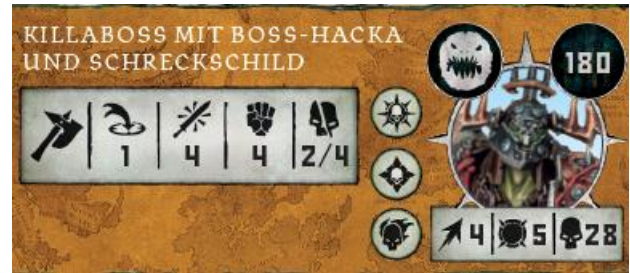 KILLABOSS MIT BOSS-HACKA
UND SCHRECKSCHILD
180
1 4 4 2/4
4 5 28